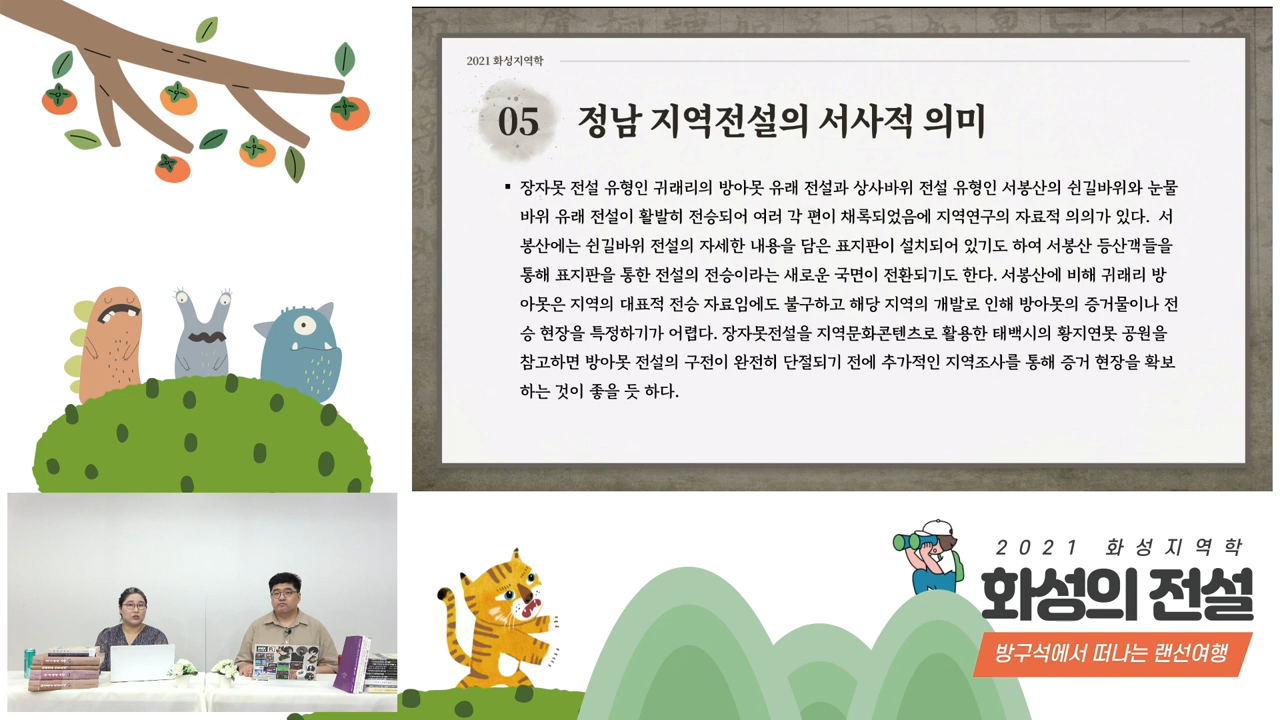 2021 화성지역학
05 정남 지역전설의 서사적 의미
▪ 장자못 전설 유형인 귀래리의 방아못 유래 전설과 상사바위 전설 유형인 서봉산의 쉰길바위와 눈물
바위 유래 전설이 활발히 전승되어 여러 각 편이 채록되었음에 지역연구의 자료적 의의가 있다. 서
봉산에는 쉰길바위 전설의 자세한 내용을 담은 표지판이 설치되어 있기도 하여 서봉산 등산객들을
통해 표지판을 통한 전설의 전승이라는 새로운 국면이 전환되기도 한다. 서봉산에 비해 귀래리 방
아못은 지역의 대표적 전승 자료임에도 불구하고 해당 지역의 개발로 인해 방아못의 증거물이나 전
승 현장을 특정하기가 어렵다. 장자못전설을 지역문화콘텐츠로 활용한 태백시의 황지연못 공원을
참고하면 방아못 전설의 구전이 완전히 단절되기 전에 추가적인 지역조사를 통해 증거 현장을 확보
하는 것이 좋을 듯 하다.
2021 화성지역학
화성의 전설
방구석에서 떠나는 랜선여행